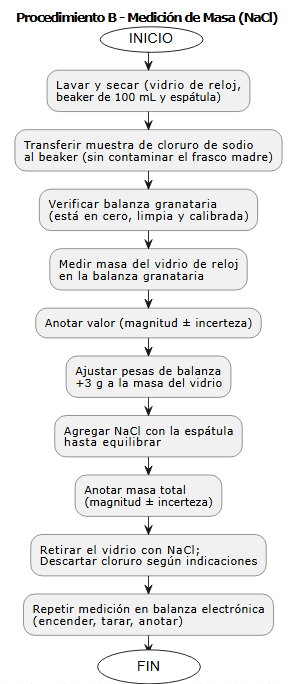 Procedimiento B - Medición de Masa (NaCl)
INICIO
Lavar y secar (vidrio de reloj,
beaker de 100 mL y espátula)
Transferir muestra de cloruro de sodio
al beaker (sin contaminar el frasco madre)
Verificar balanza granataria
(está en cero, limpia y calibrada)
Medir masa del vidrio de reloj
en la balanza granataria
Anotar valor (magnitud ± incerteza)
Ajustar pesas de balanza
+3 g a la masa del vidrio
Agregar NaCl con la espátula
hasta equilibrar
Anotar masa total
(magnitud ± incerteza)
Retirar el vidrio con NaCl;
Descartar cloruro según indicaciones
Repetir medición en balanza electrónica
(encender, tarar, anotar)
FIN